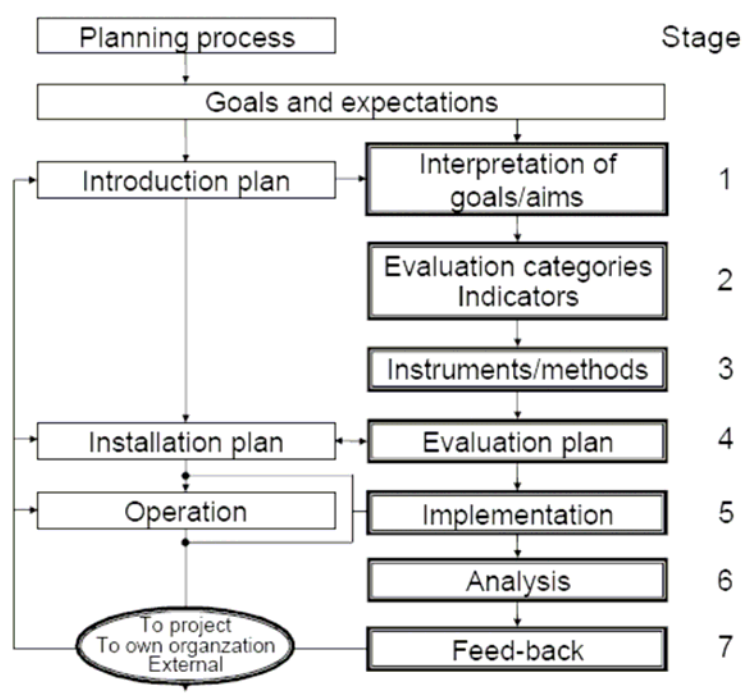 Planning process
Stage
Goals and expectations
Introduction plan
Interpretation of
goals/aims
1
Evaluation categories
Indicators
2
Instruments/methods
3
Installation plan
Evaluation plan
4
Operation
Implementation
5
Analysis
6
To project
To own organzation
External
Feed-back
7